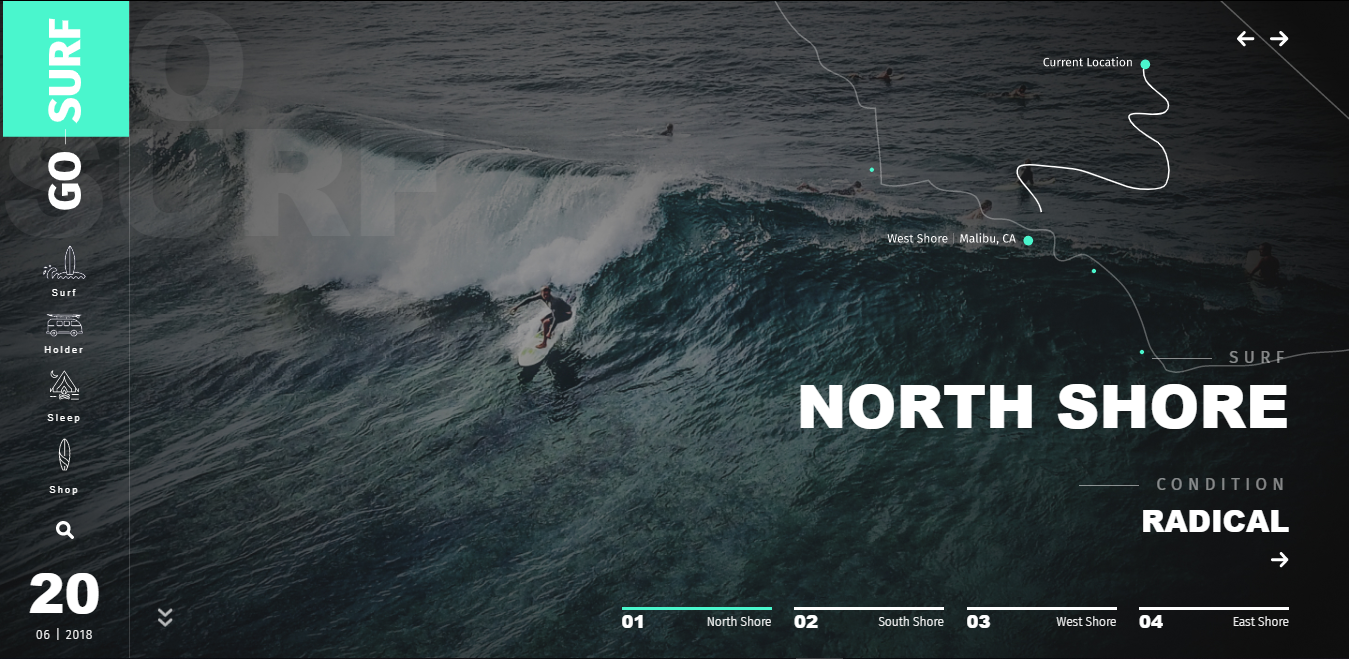 GO SURF
GO
SURF
Surf
Holder
Sleep
Shop
20
06 | 2018
Current Location
West Shore | Malibu, CA
SURF
NORTH SHORE
CONDITION
RADICAL
01 North Shore
02 South Shore
03 West Shore
04 East Shore